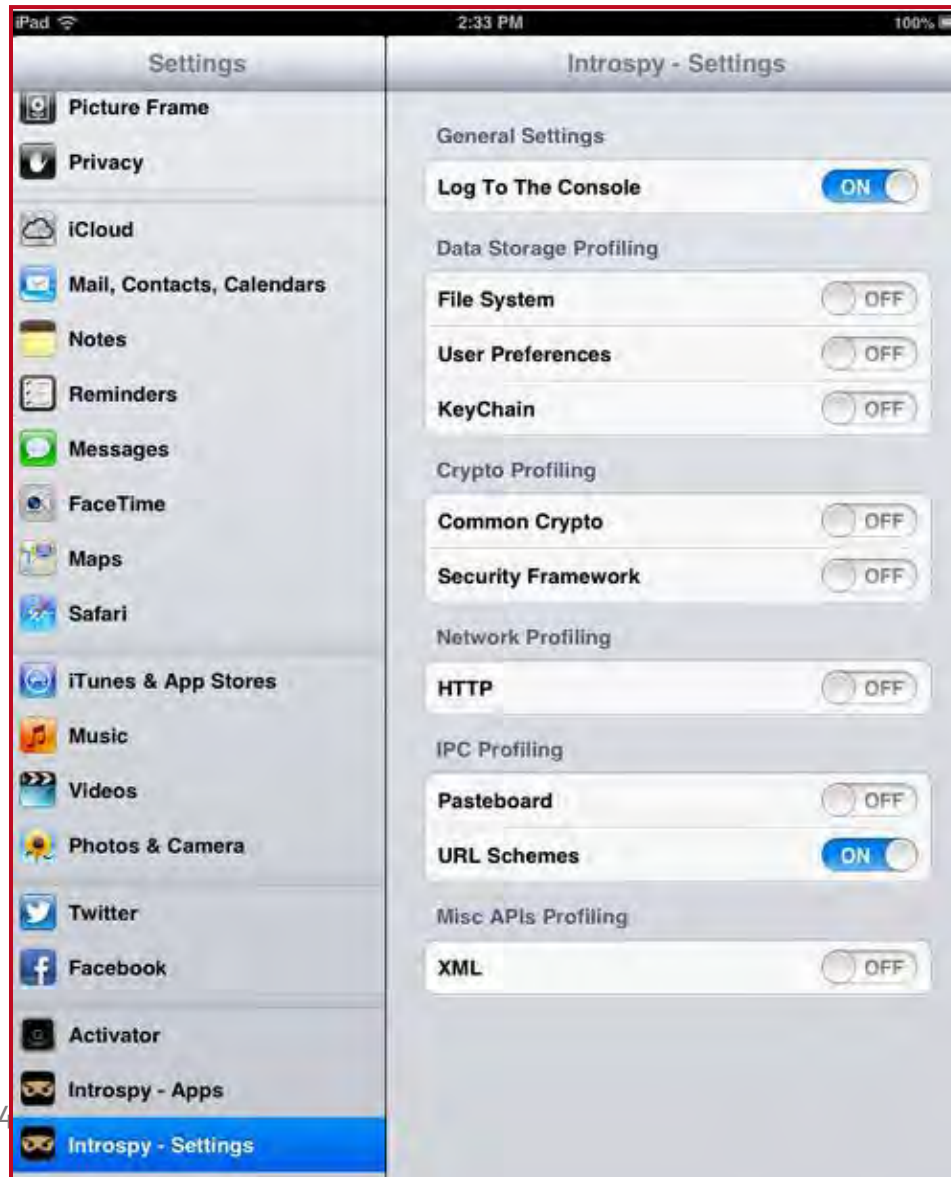 iPad 2:33 PM 100%
Settings
Picture Frame
Privacy
iCloud
Mail, Contacts, Calendars
Notes
Reminders
Messages
FaceTime
Maps
Safari
iTunes & App Stores
Music
Videos
Photos & Camera
Twitter
Facebook
Activator
Introspy - Apps
Introspy - Settings
4
Introspy - Settings
General Settings
Log To The Console ON
Data Storage Profiling
File System OFF
User Preferences OFF
KeyChain OFF
Crypto Profiling
Common Crypto OFF
Security Framework OFF
Network Profiling
HTTP OFF
IPC Profiling
Pasteboard OFF
URL Schemes ON
Misc APIs Profiling
XML OFF